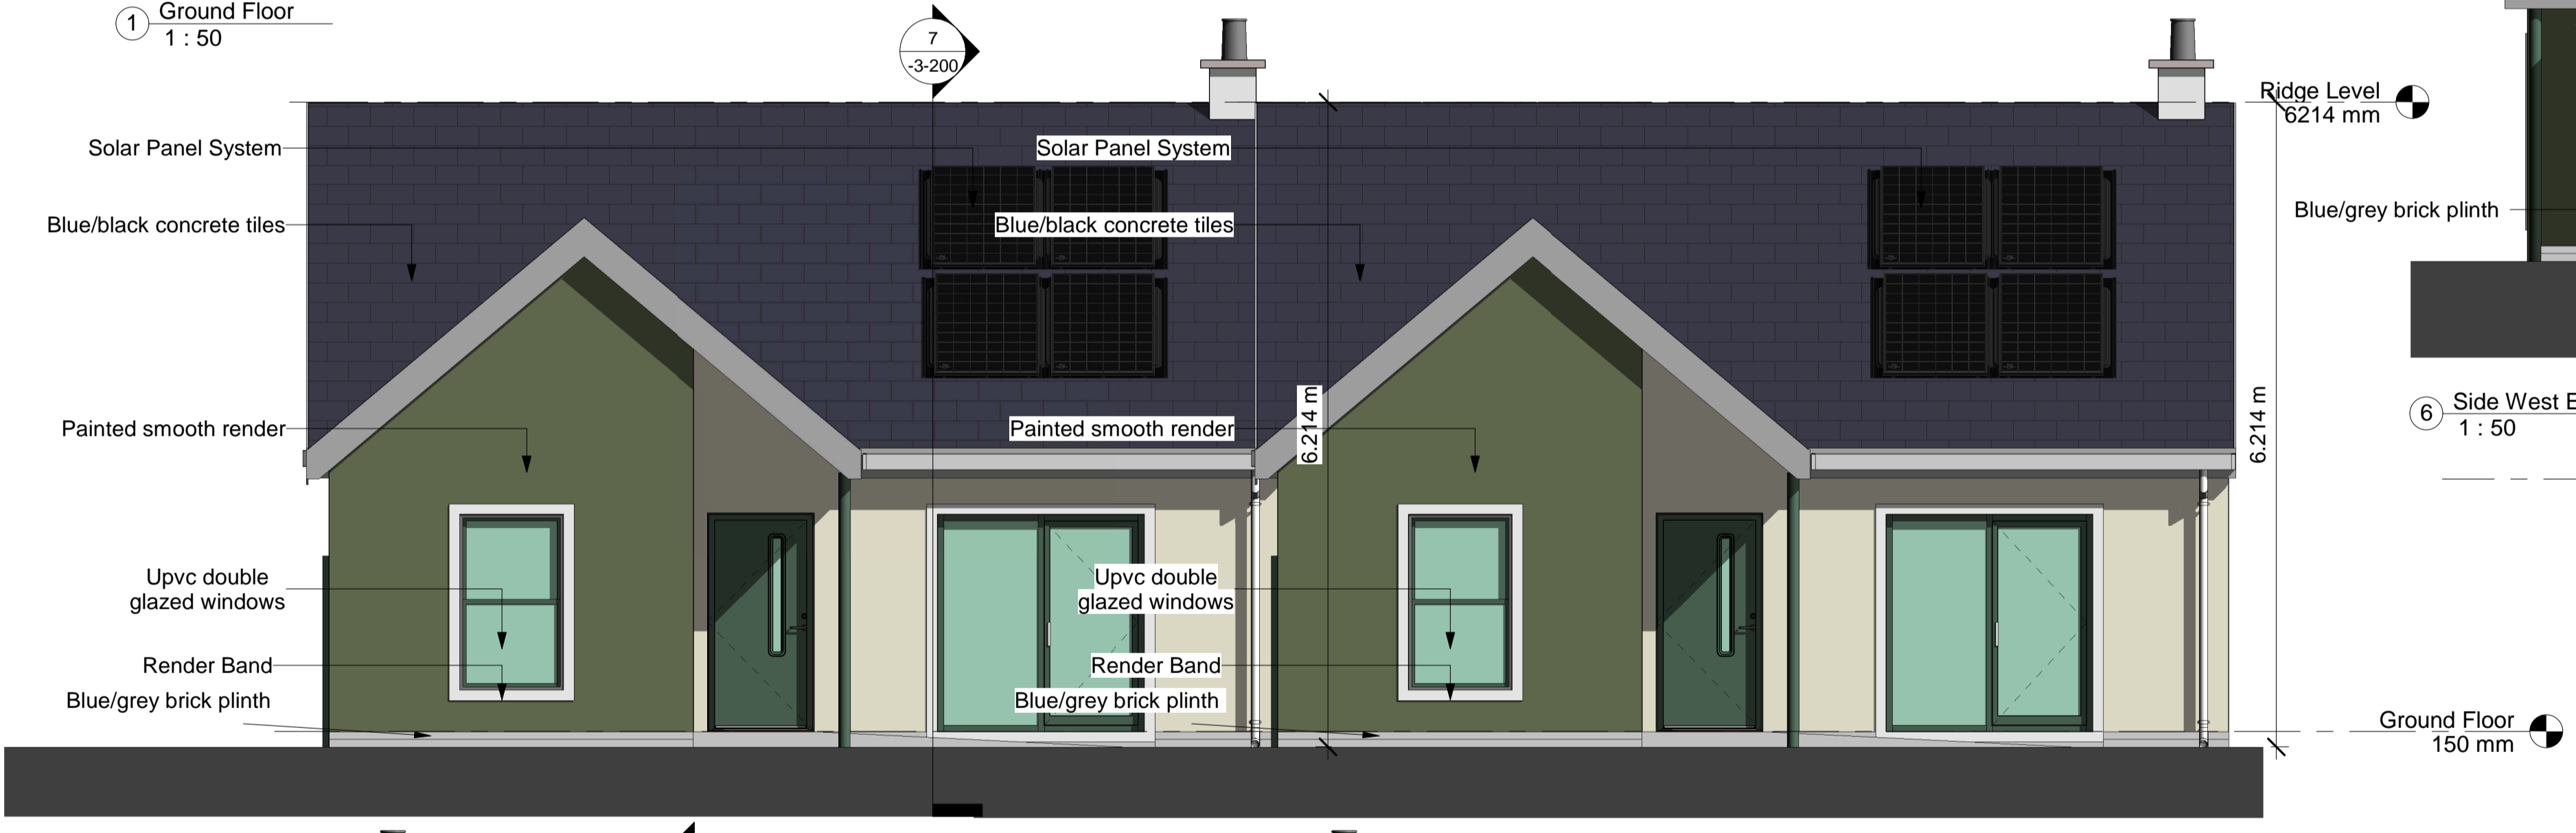 1
Ground Floor
1 : 50
7
-3-200
Ridge Level
6214 mm
Solar Panel System
Solar Panel System
Blue/black concrete tiles
Blue/black concrete tiles
Blue/grey brick plinth
6.214 m
6.214 m
6
Side West E
1 : 50
Painted smooth render
Painted smooth render
Upvc double
glazed windows
Upvc double
glazed windows
Render Band
Render Band
Blue/grey brick plinth
Blue/grey brick plinth
Ground Floor
150 mm